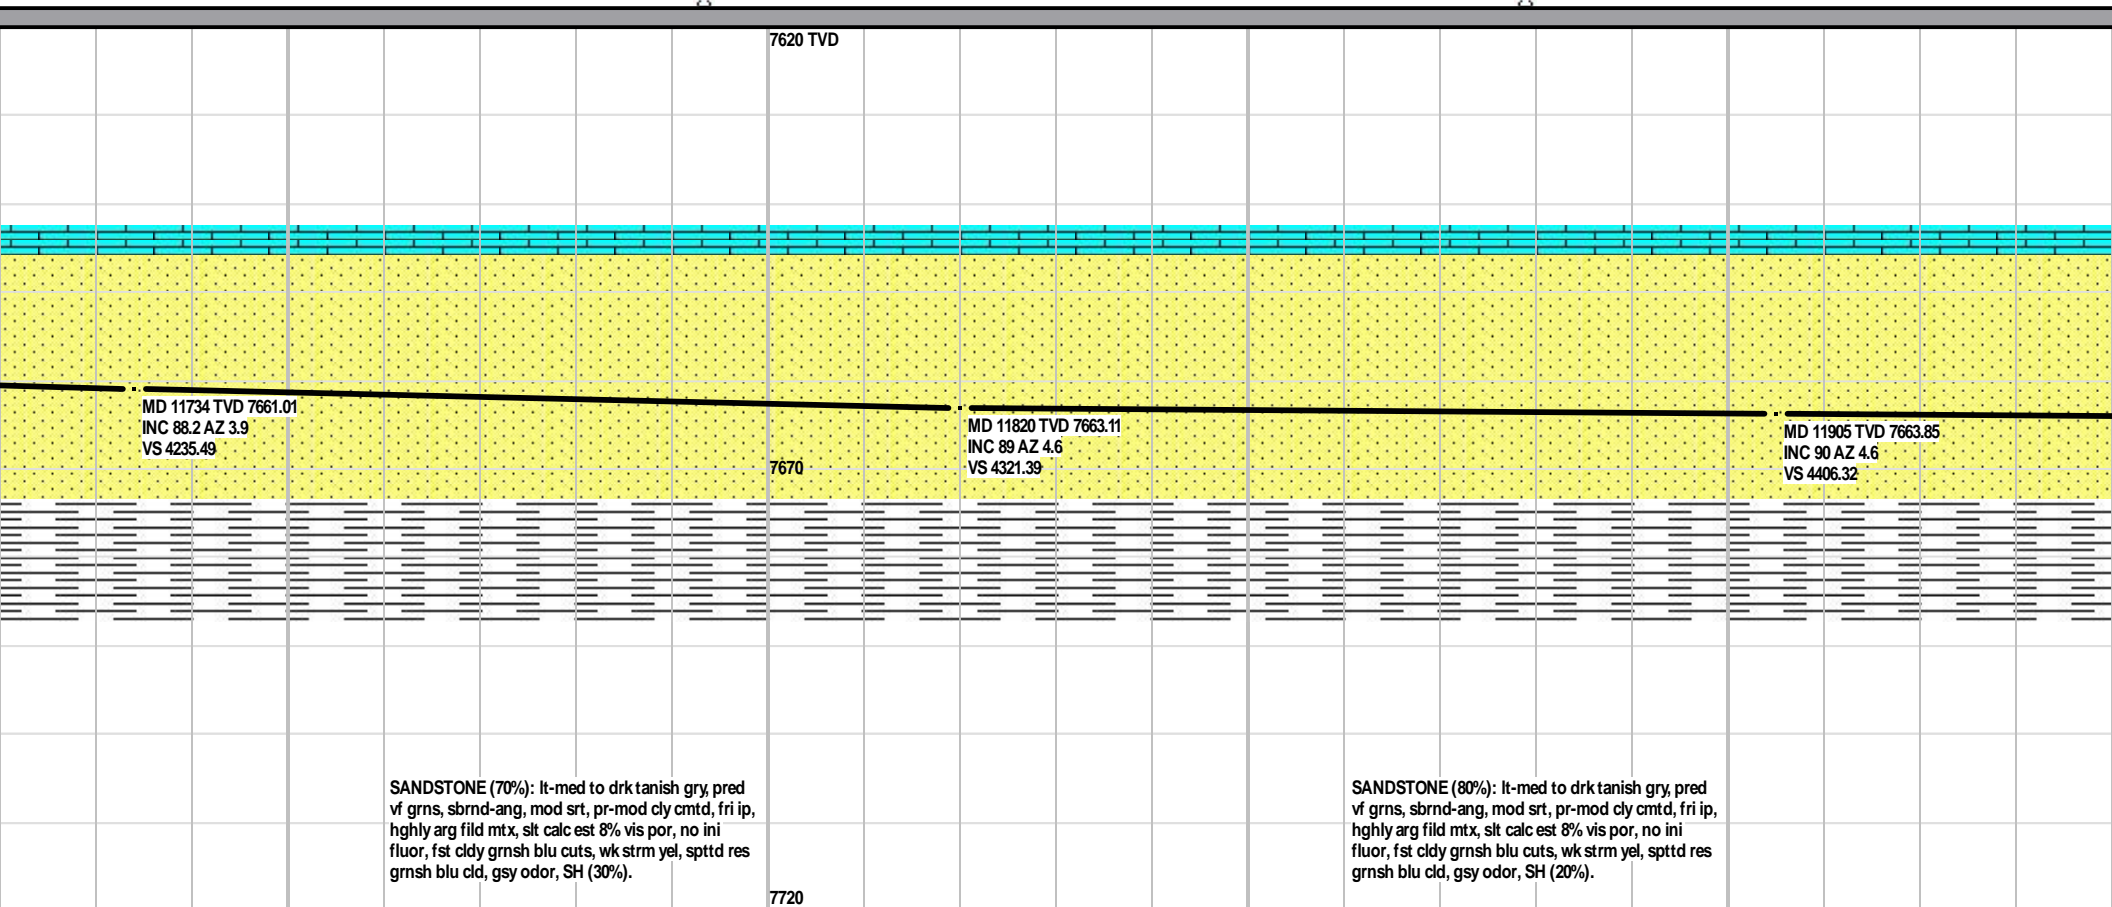 7620 TVD
MD 11734 TVD 7661.01
INC 88.2 AZ 3.9
VS 4235.49
MD 11820 TVD 7663.11
INC 89 AZ 4.6
VS 4321.39
MD 11905 TVD 7663.85
INC 90 AZ 4.6
VS 4406.32
7670
SANDSTONE (70%): lt-med to drk tanish gry, pred
vf grns, sbrnd-ang, mod srt, pr-mod cly cmtd, fri ip,
hghly arg fild mtx, slt calc est 8% vis por, no ini
fluor, fst cldy grnsh blu cuts, wk strm yel, spttd res
grnsh blu cld, gsy odor, SH (30%).
SANDSTONE (80%): lt-med to drk tanish gry, pred
vf grns, sbrnd-ang, mod srt, pr-mod cly cmtd, fri ip,
hghly arg fild mtx, slt calc est 8% vis por, no ini
fluor, fst cldy grnsh blu cuts, wk strm yel, spttd res
grnsh blu cld, gsy odor, SH (20%).
7720